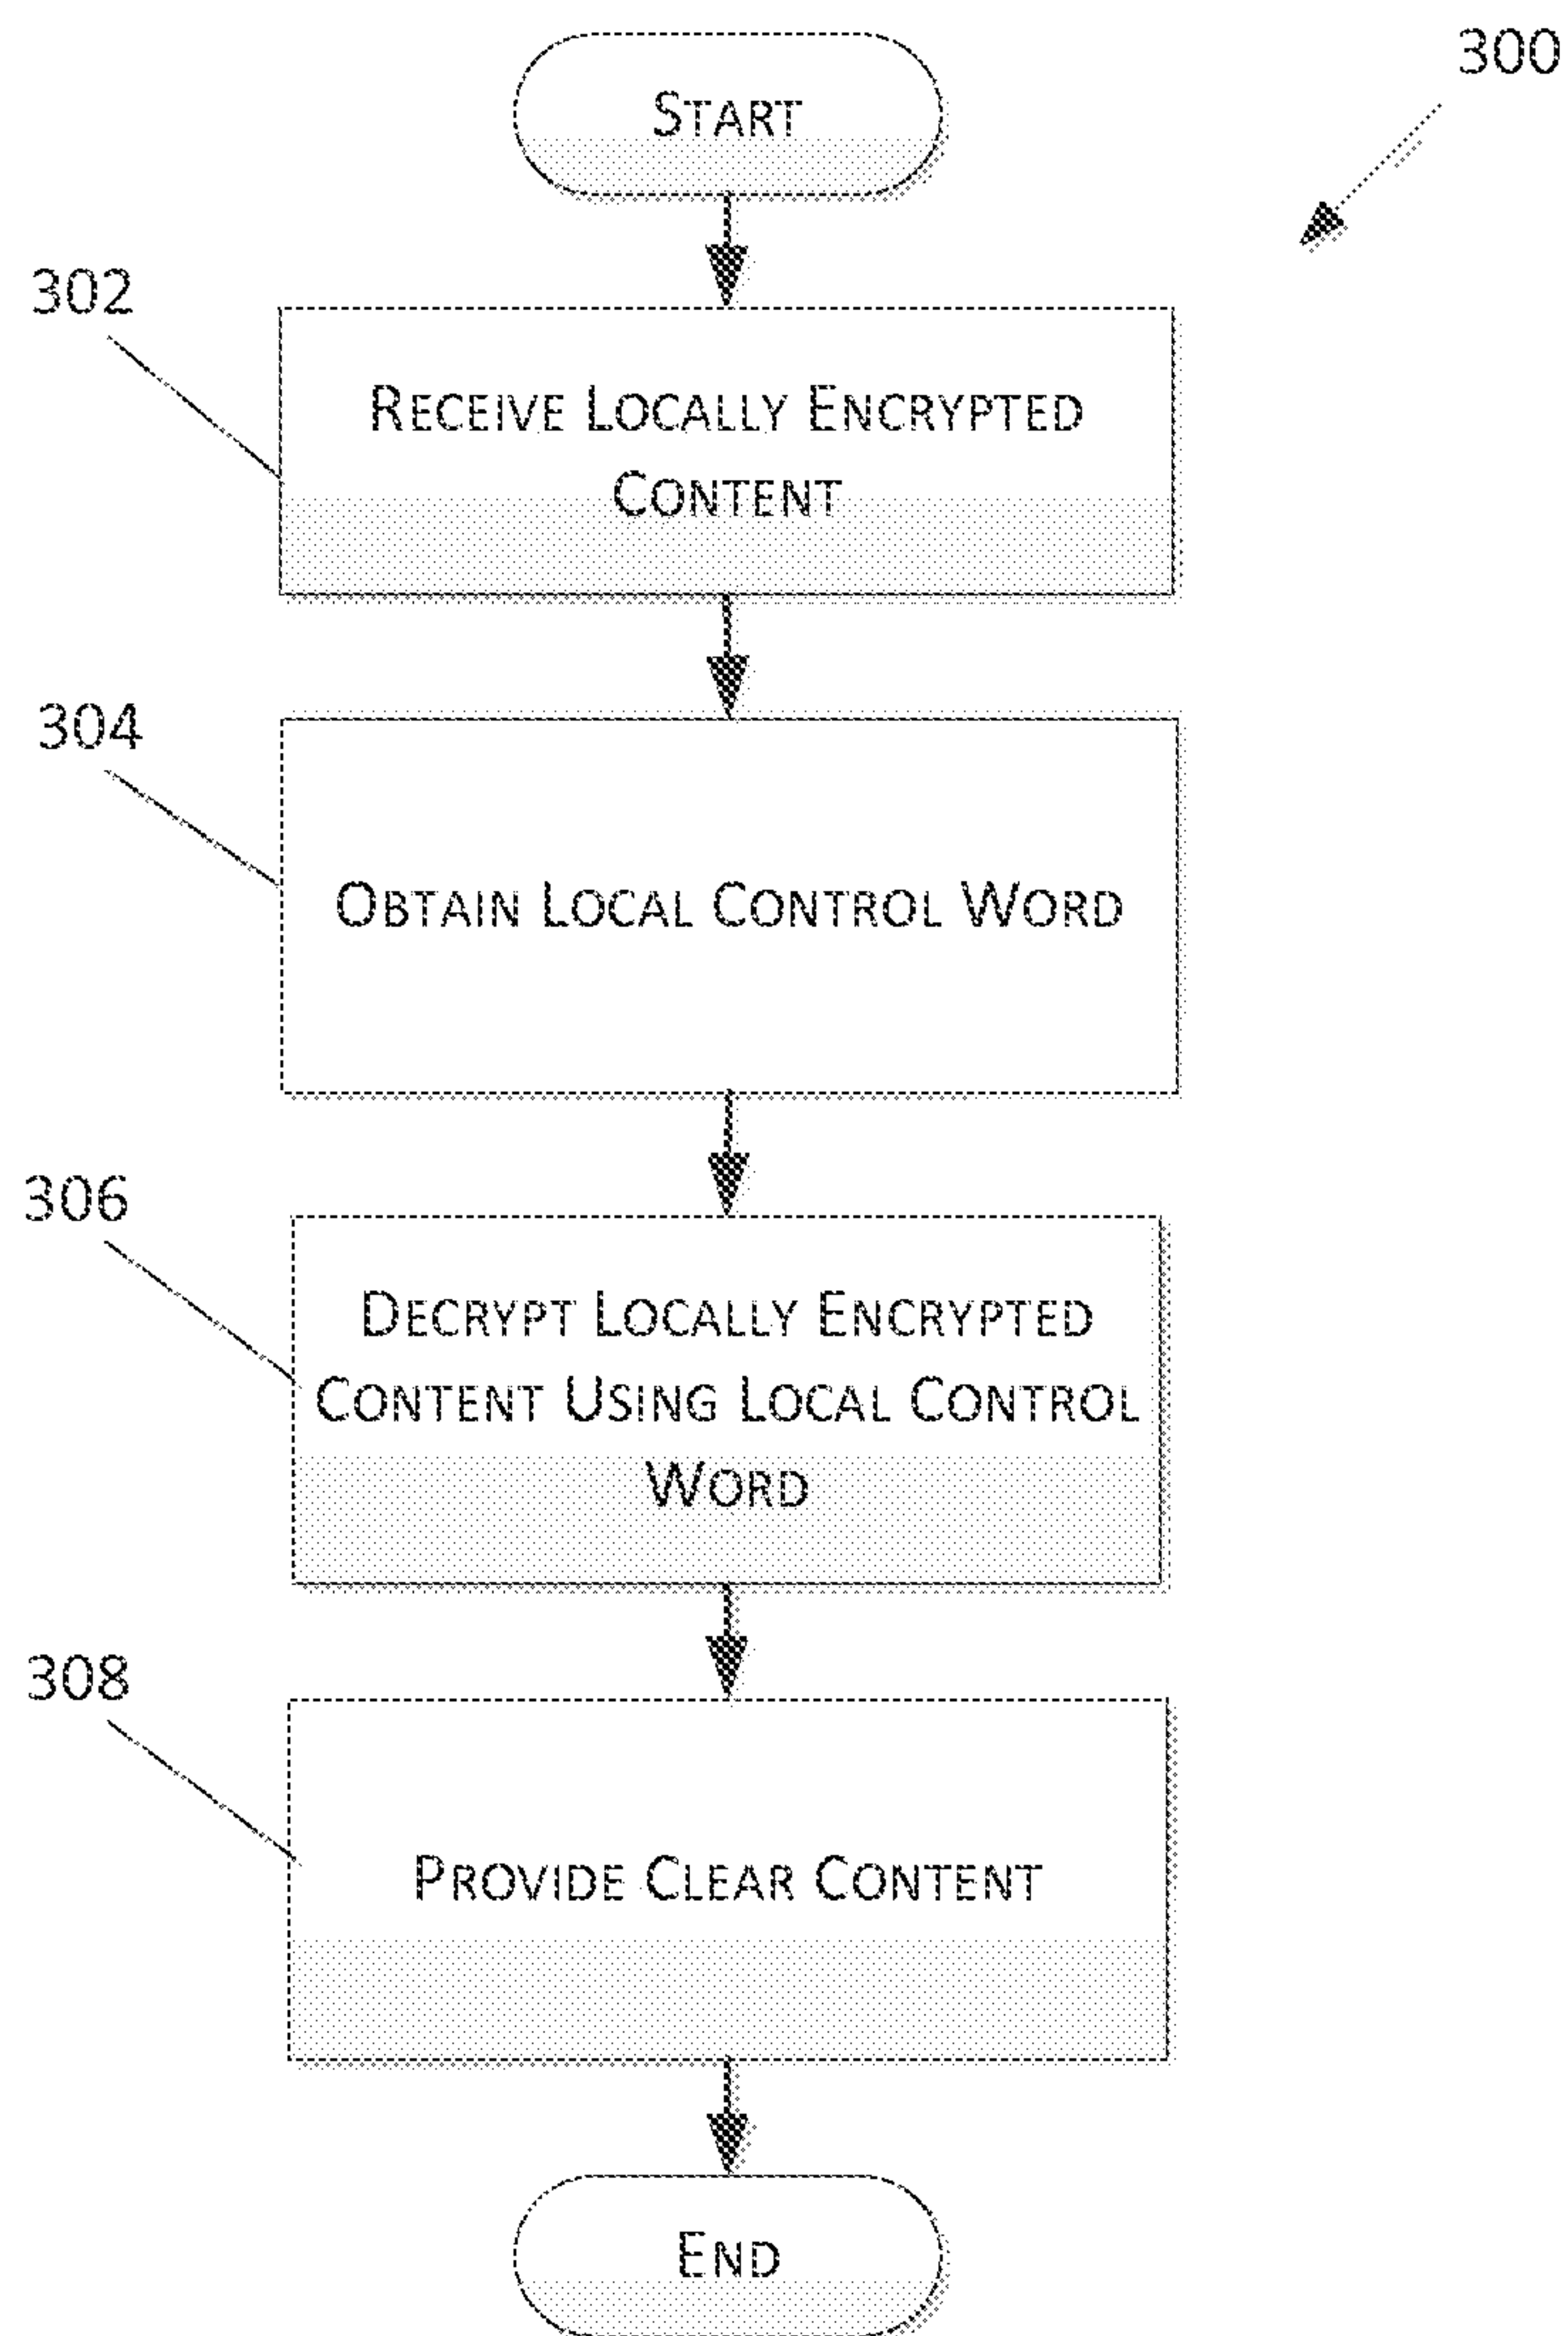 START
300
302
RECEIVE LOCALLY ENCRYPTED
CONTENT
304
OBTAIN LOCAL CONTROL WORD
306
DECRYPT LOCALLY ENCRYPTED
CONTENT USING LOCAL CONTROL
WORD
308
PROVIDE CLEAR CONTENT
END